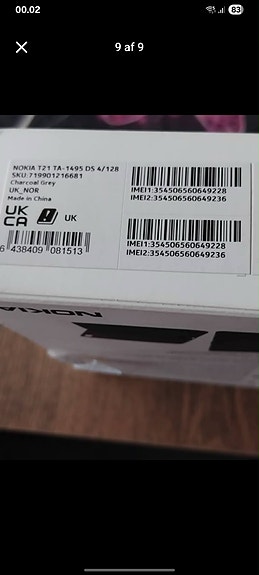 00.02
83
9 af 9
NOKIA T21 TA-1495 DS 4/128
SKU:719901216681
Charcoal Grey
UK_NOR
Made in China
UK
CA
UK
6 438409 081513
IMEI1:354506560649228
IMEI2:354506560649236
IMEI1:354506560649228
IMEI2:354506560649236
NOKIA